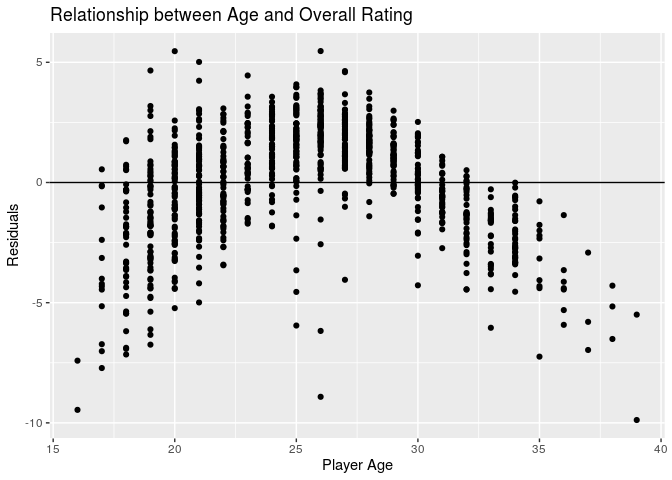 Relationship between Age and Overall Rating
5
0
-5
-10
Residuals
15 20 25 30 35 40
Player Age